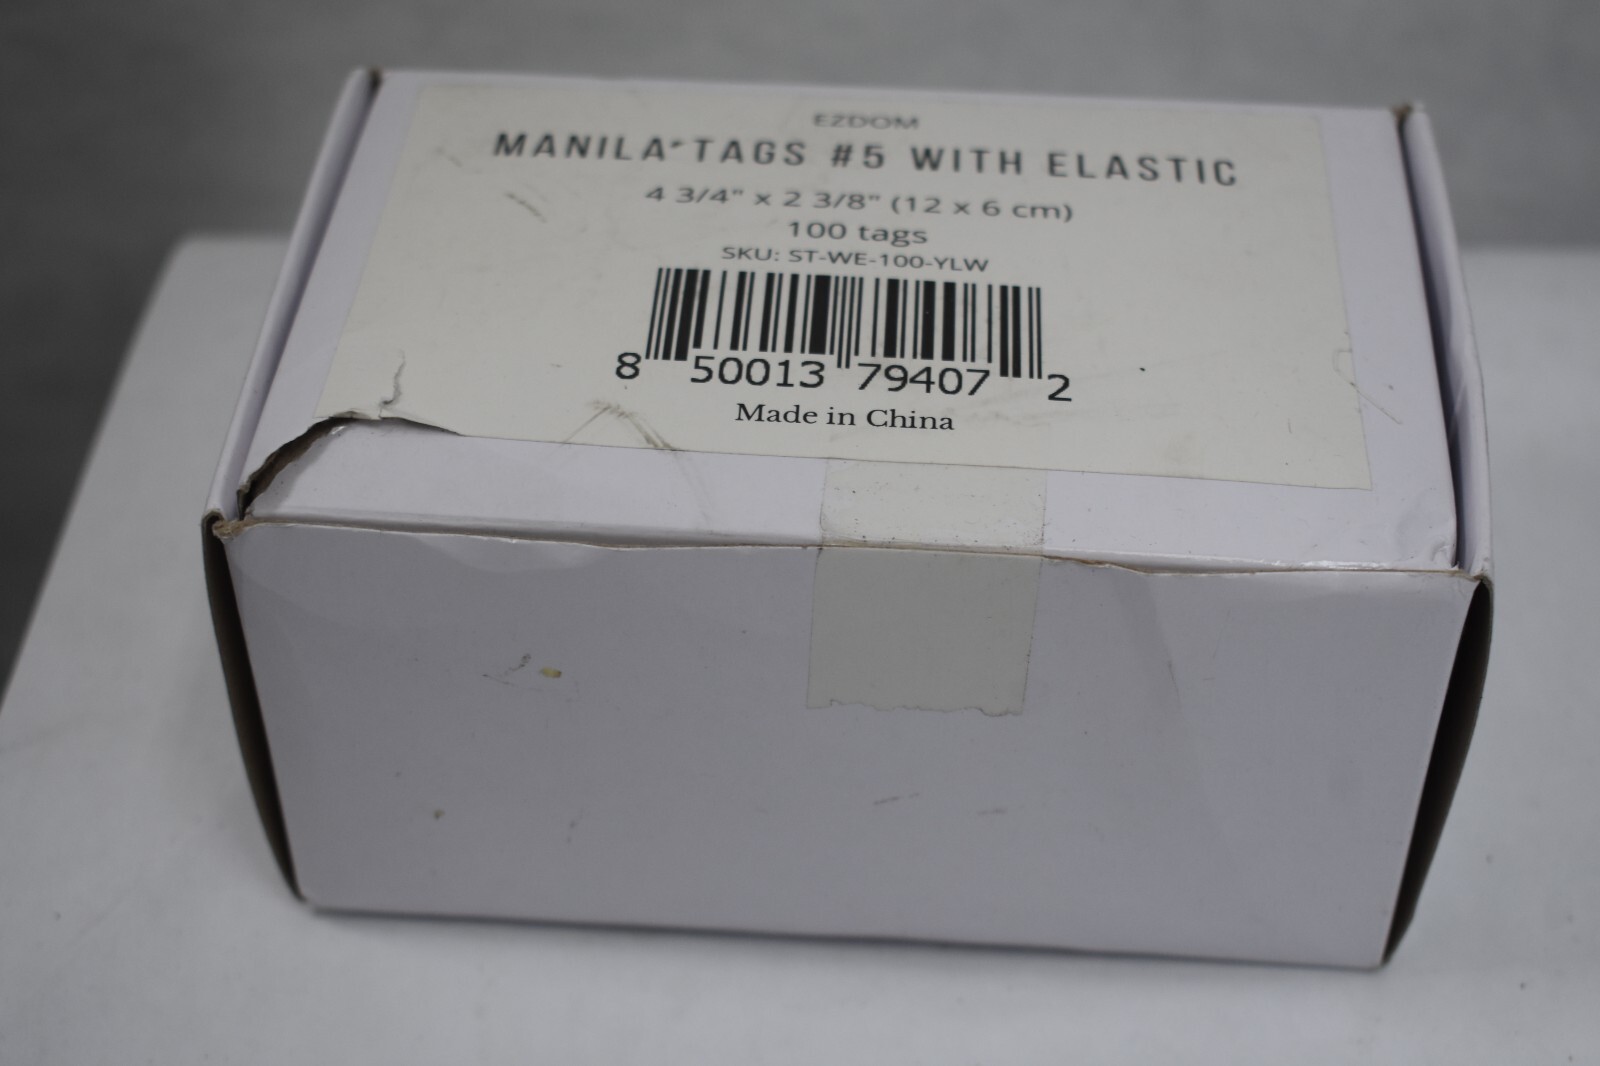 EZDOM
MANILA TAGS #5 WITH ELASTIC
4 3/4" x 2 3/8" (12 x 6 cm)
100 tags
SKU: ST-WE-100-YLW
8 50013 79407 2
Made in China